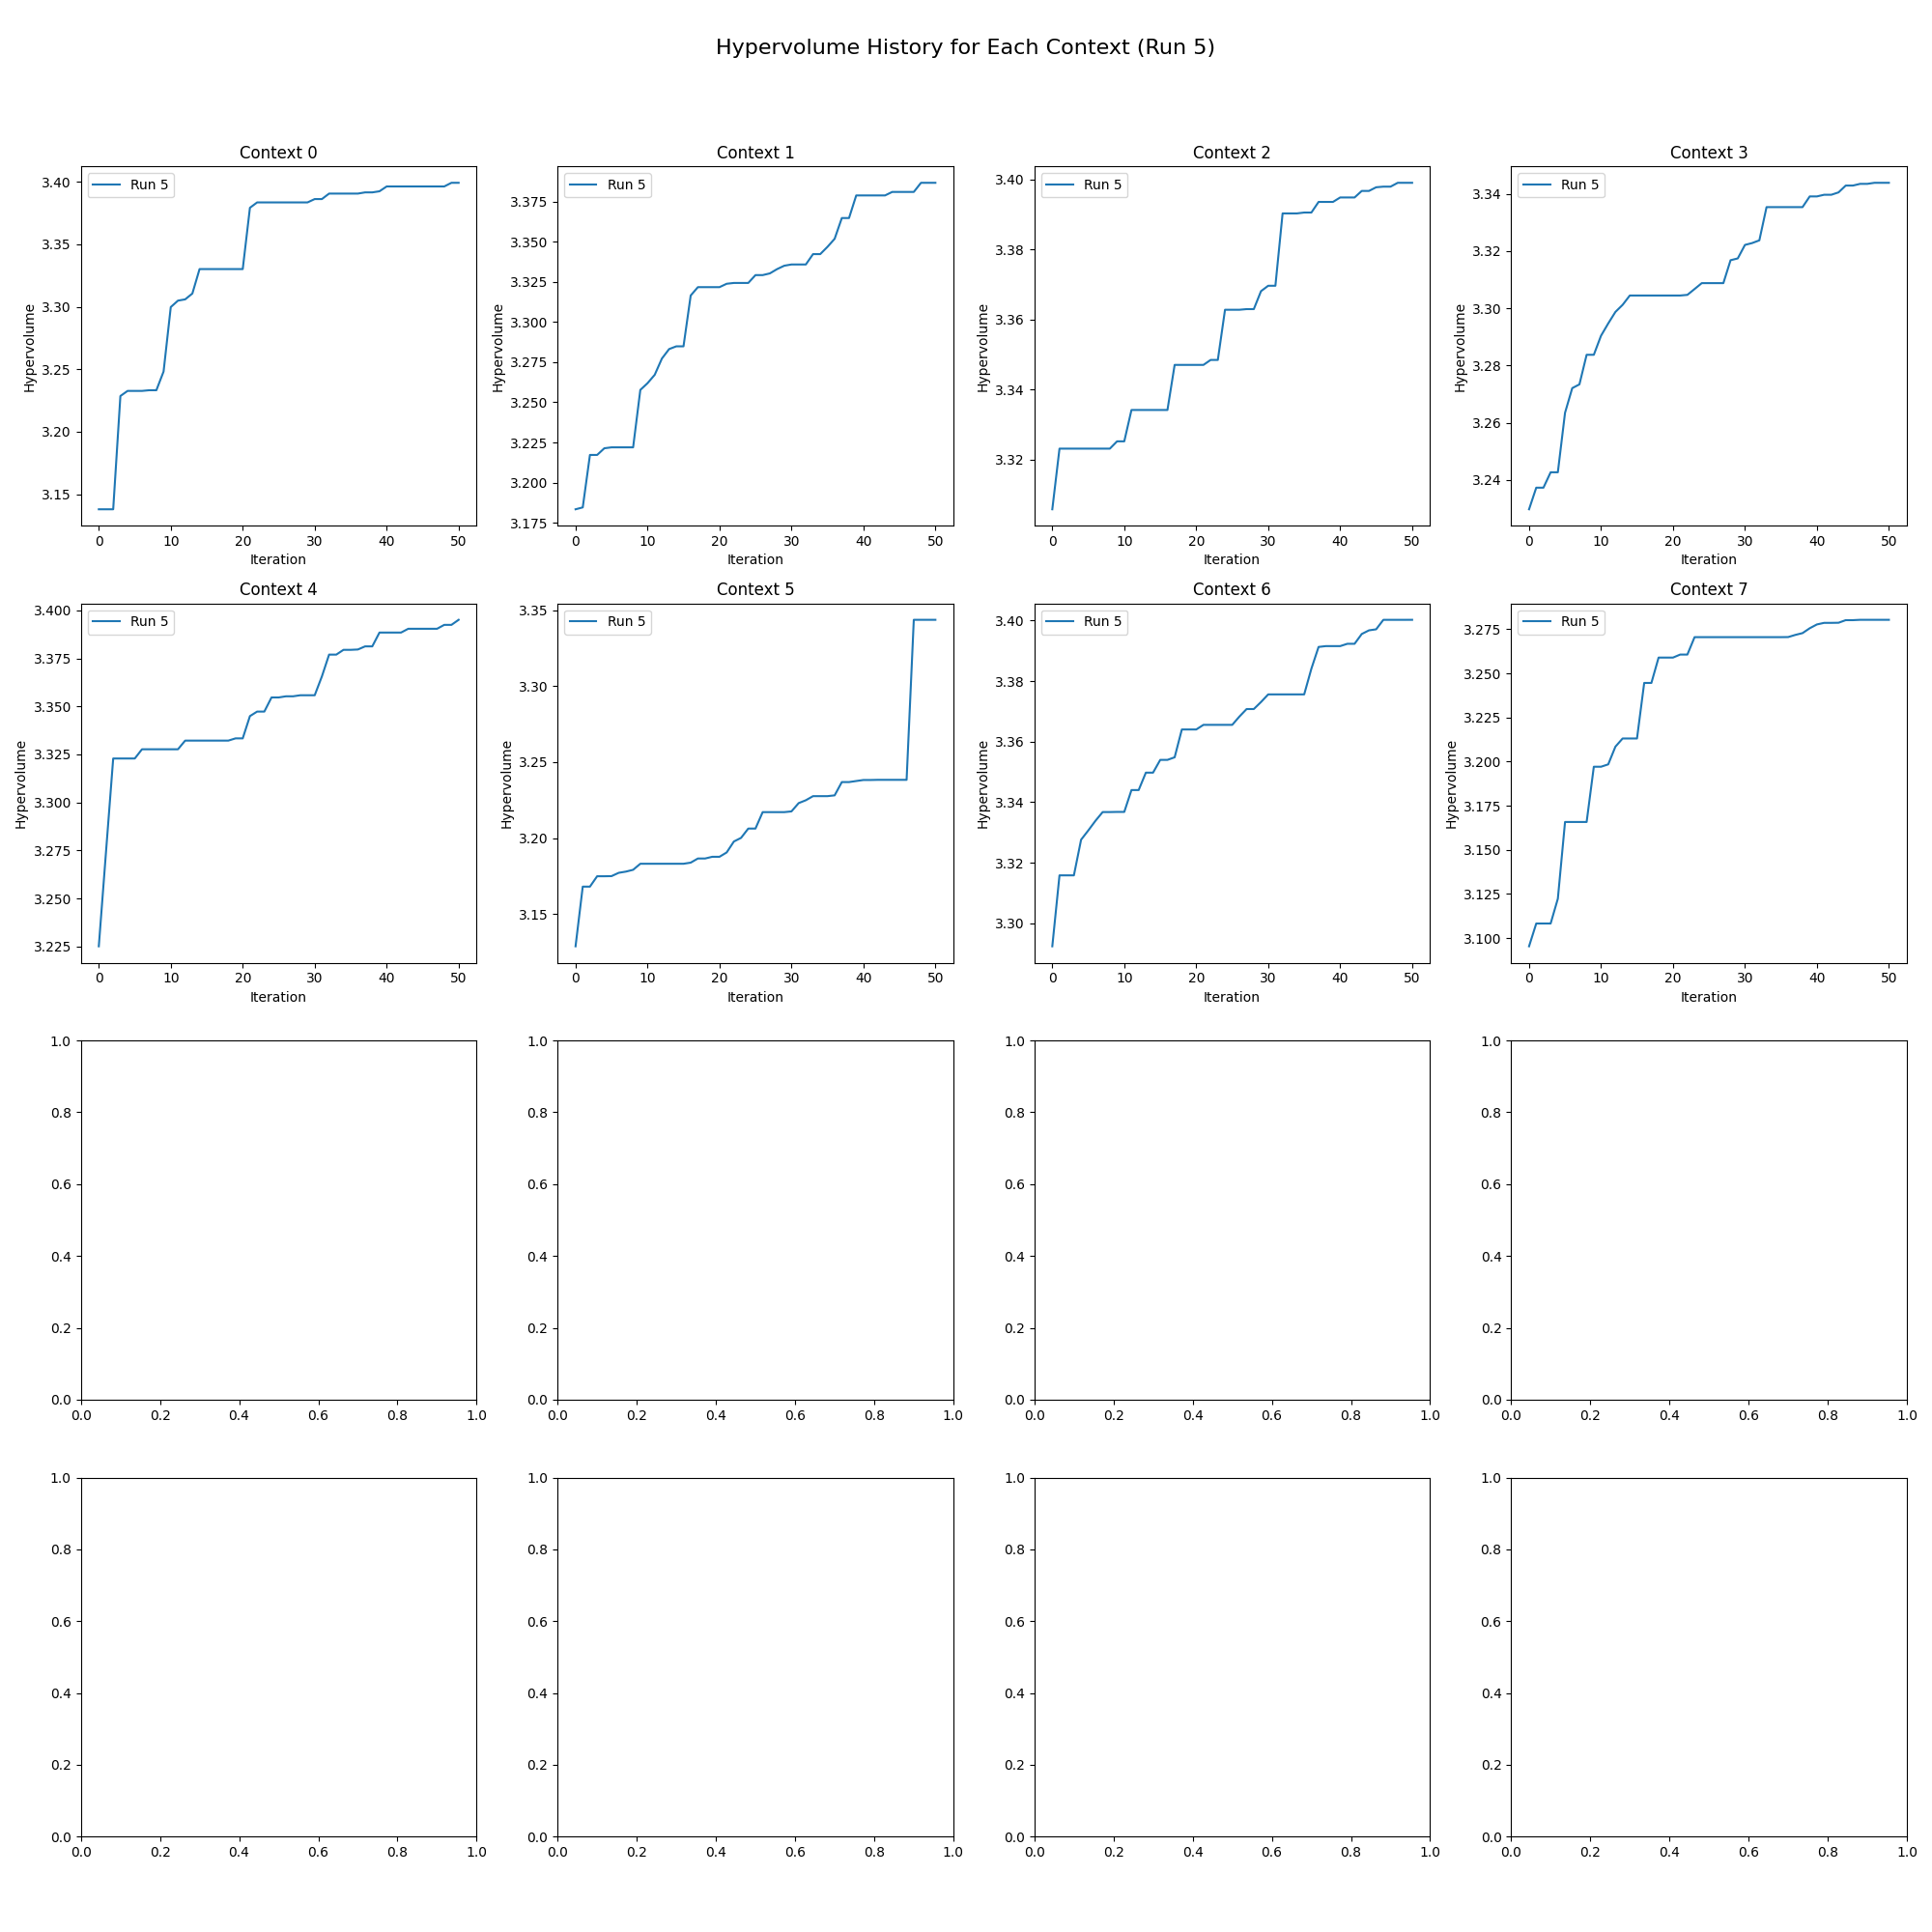 Hypervolume History for Each Context (Run 5)
Context 0
Run 5
3.40
3.35
3.30
3.25
3.20
3.15
Hypervolume
0 10 20 30 40 50
Iteration
Context 1
Run 5
3.375
3.350
3.325
3.300
3.275
3.250
3.225
3.200
3.175
Hypervolume
0 10 20 30 40 50
Iteration
Context 2
Run 5
3.40
3.38
3.36
3.34
3.32
Hypervolume
0 10 20 30 40 50
Iteration
Context 3
Run 5
3.34
3.32
3.30
3.28
3.26
3.24
Hypervolume
0 10 20 30 40 50
Iteration
Context 4
Run 5
3.400
3.375
3.350
3.325
3.300
3.275
3.250
3.225
Hypervolume
0 10 20 30 40 50
Iteration
Context 5
Run 5
3.35
3.30
3.25
3.20
3.15
Hypervolume
0 10 20 30 40 50
Iteration
Context 6
Run 5
3.40
3.38
3.36
3.34
3.32
3.30
Hypervolume
0 10 20 30 40 50
Iteration
Context 7
Run 5
3.275
3.250
3.225
3.200
3.175
3.150
3.125
3.100
Hypervolume
0 10 20 30 40 50
Iteration
1.0
0.8
0.6
0.4
0.2
0.0
0.0 0.2 0.4 0.6 0.8 1.0
1.0
0.8
0.6
0.4
0.2
0.0
0.0 0.2 0.4 0.6 0.8 1.0
1.0
0.8
0.6
0.4
0.2
0.0
0.0 0.2 0.4 0.6 0.8 1.0
1.0
0.8
0.6
0.4
0.2
0.0
0.0 0.2 0.4 0.6 0.8 1.0
1.0
0.8
0.6
0.4
0.2
0.0
0.0 0.2 0.4 0.6 0.8 1.0
1.0
0.8
0.6
0.4
0.2
0.0
0.0 0.2 0.4 0.6 0.8 1.0
1.0
0.8
0.6
0.4
0.2
0.0
0.0 0.2 0.4 0.6 0.8 1.0
1.0
0.8
0.6
0.4
0.2
0.0
0.0 0.2 0.4 0.6 0.8 1.0